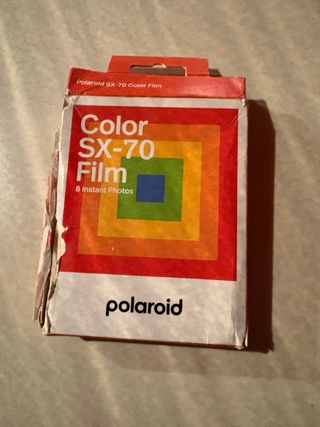 Polaroid SX-70 Color Film
Color
SX-70
Film
8 Instant Photos
polaroid